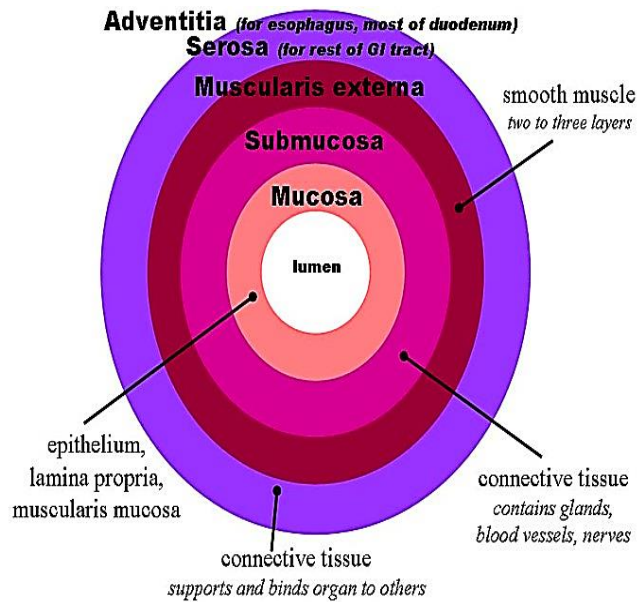 Adventitia (for esophagus, most of duodenum)
Serosa (for rest of GI tract)
Muscularis externa
smooth muscle
two to three layers
Submucosa
Mucosa
lumen
epithelium,
lamina propria,
muscularis mucosa
connective tissue
contains glands,
blood vessels, nerves
connective tissue
supports and binds organ to others